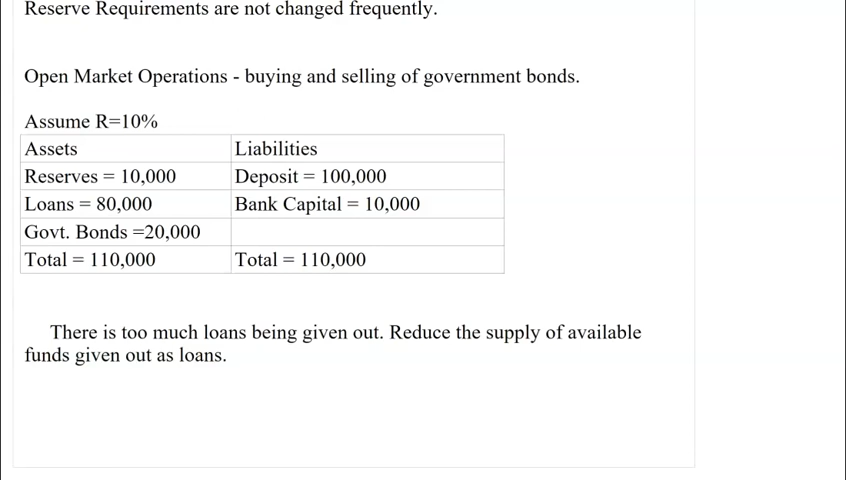 Reserve Requirements are not changed frequently.
Open Market Operations - buying and selling of government bonds.
Assume R=10%
Assets Liabilities
Reserves = 10,000 Deposit = 100,000
Loans = 80,000 Bank Capital = 10,000
Govt. Bonds =20,000
Total = 110,000 Total = 110,000
There is too much loans being given out. Reduce the supply of available
funds given out as loans.